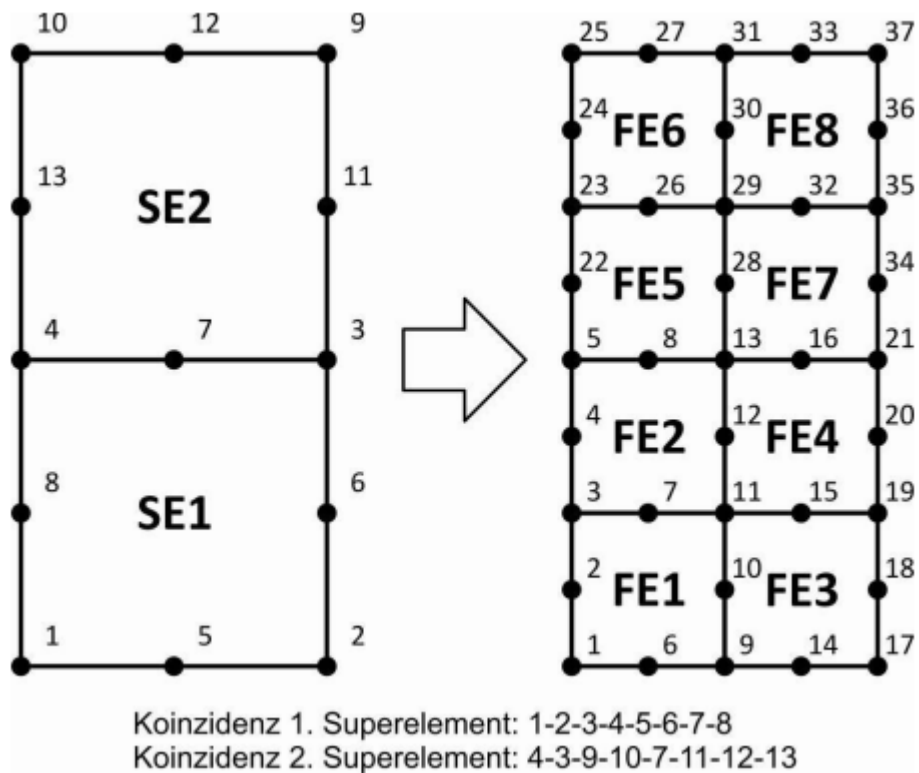 10 12 9 25 27 31 33 37
24 FE6 30 FE8 36
13 SE2 11 23 26 29 32 35
22 FE5 28 FE7 34
4 7 3 5 8 13 16 21
4 FE2 12 FE4 20
8 SE1 6 3 7 11 15 19
2 FE1 10 FE3 18
1 5 2 1 6 9 14 17
Koinzidenz 1. Superelement: 1-2-3-4-5-6-7-8
Koinzidenz 2. Superelement: 4-3-9-10-7-11-12-13